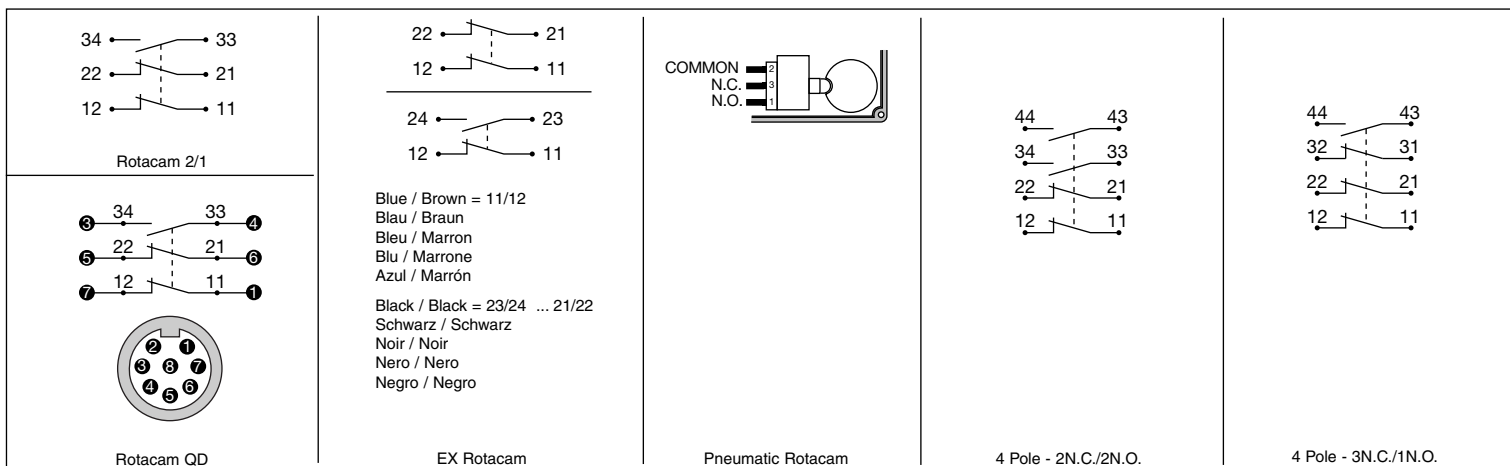 34 33
22 21
12 11
Rotacam 2/1
3 34 33 4
5 22 21 6
7 12 11 1
2 1
3 8 7
4 6
5
Rotacam QD
22 21
12 11
24 23
12 11
Blue / Brown = 11/12
Blau / Braun
Bleu / Marron
Blu / Marrone
Azul / Marrón
Black / Black = 23/24 ... 21/22
Schwarz / Schwarz
Noir / Noir
Nero / Nero
Negro / Negro
EX Rotacam
COMMON 2
N.C. 3
N.O. 1
Pneumatic Rotacam
44 43
34 33
22 21
12 11
4 Pole - 2N.C./2N.O.
44 43
32 31
22 21
12 11
4 Pole - 3N.C./1N.O.